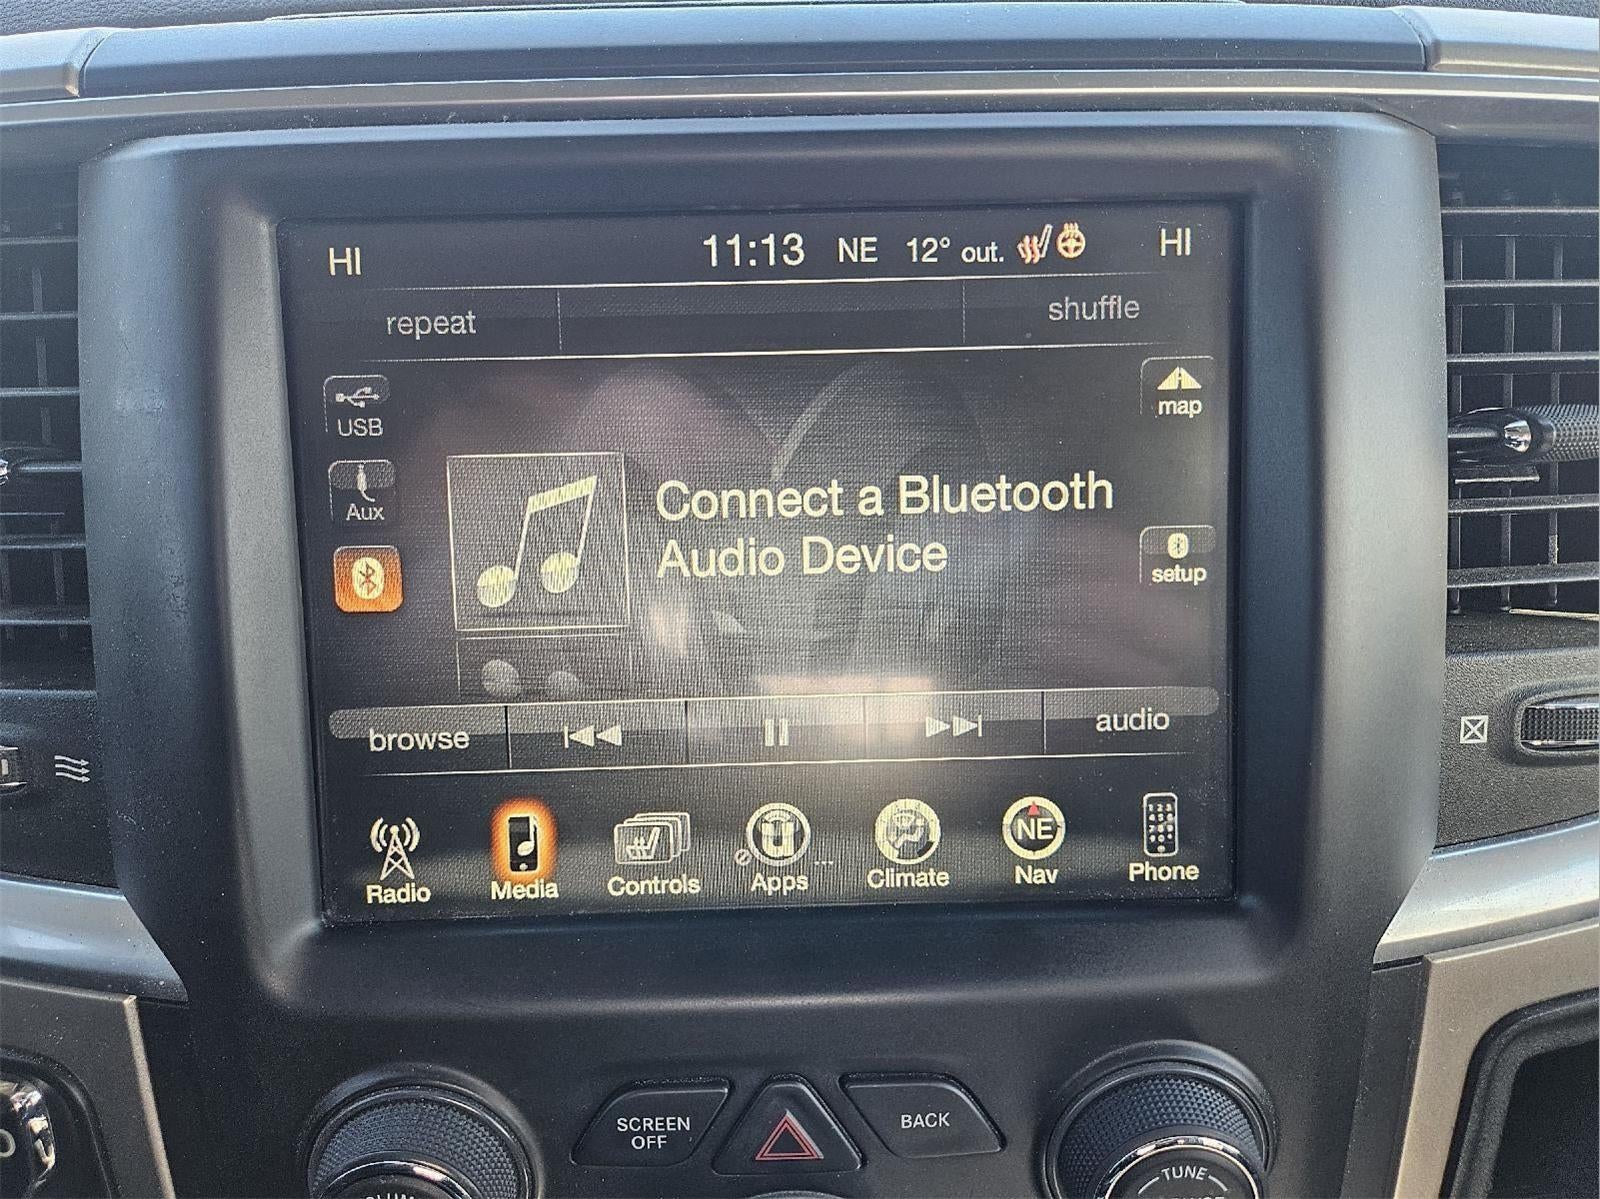 HI 11:13 NE 12° out. HI
repeat shuffle
USB
map
Aux
Connect a Bluetooth
Audio Device
setup
browse audio
NE
Radio Media Controls Apps Climate Nav Phone
SCREEN
OFF
BACK
TUNE